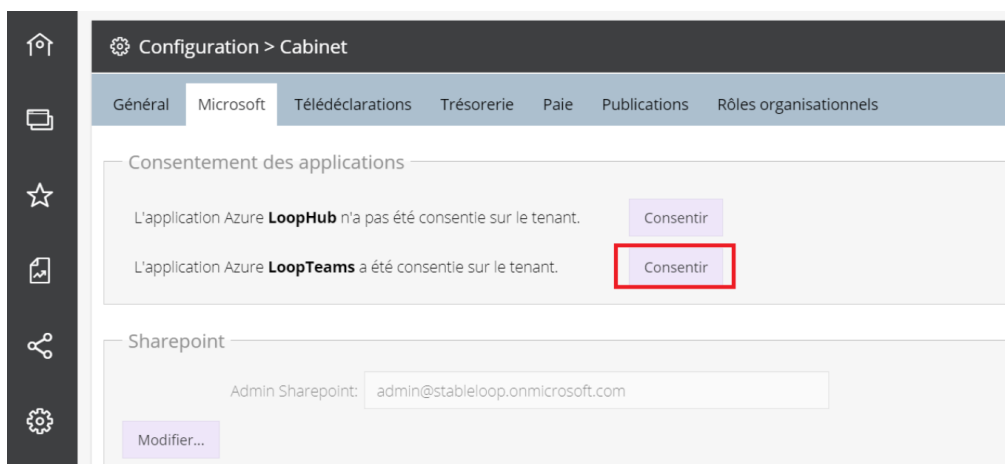 Configuration > Cabinet
Général Microsoft Télédéclarations Trésorerie Paie Publications Rôles organisationnels
Consentement des applications
L'application Azure LoopHub n'a pas été consentie sur le tenant. Consentir
L'application Azure LoopTeams a été consentie sur le tenant. Consentir
Sharepoint
Admin Sharepoint: admin@stableloop.onmicrosoft.com
Modifier...